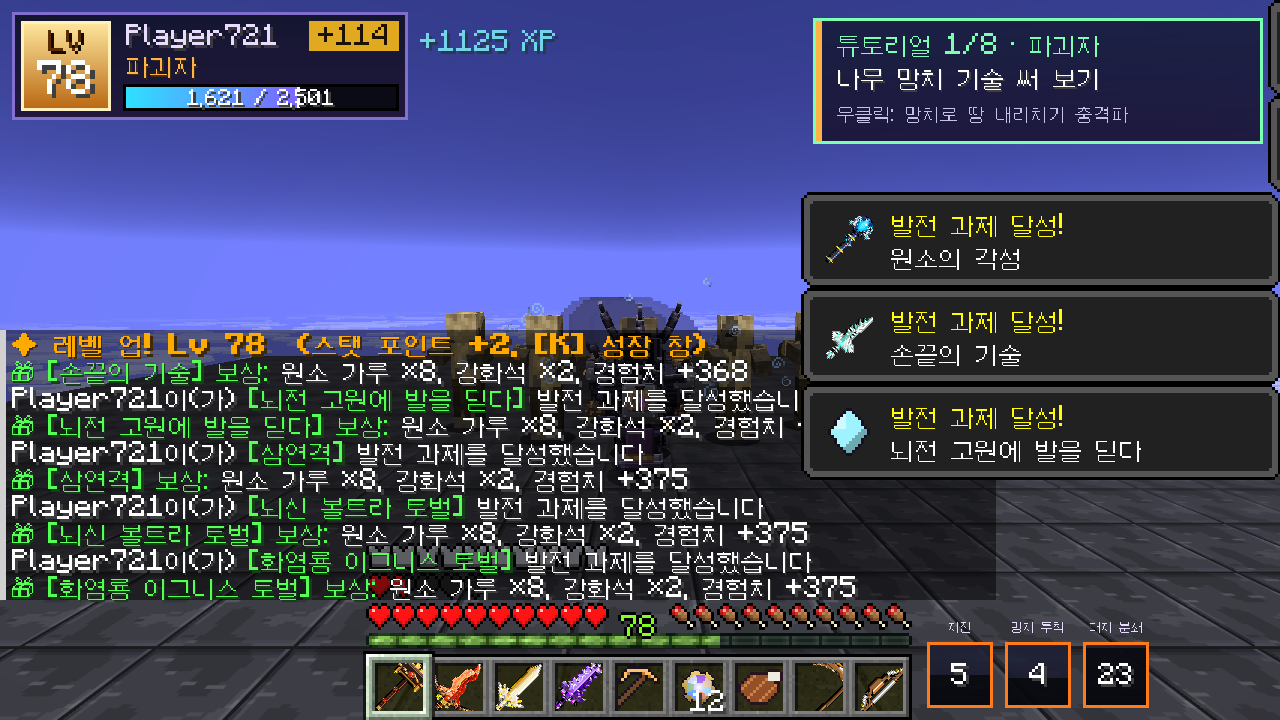 LV
78
Player721 +114
+1125 XP
파괴자
1,621 / 2,501
튜토리얼 1/8 · 파괴자
나무 망치 기술 써 보기
우클릭: 망치로 땅 내리치기 충격파
발전 과제 달성!
원소의 각성
발전 과제 달성!
손끝의 기술
발전 과제 달성!
뇌전 고원에 발을 딛다
✦ 레벨 업! Lv 78 (스탯 포인트 +2, [K] 성장 창)
[손끝의 기술] 보상: 원소 가루 ×8, 강화석 ×2, 경험치 +368
Player721이(가) [뇌전 고원에 발을 딛다] 발전 과제를 달성했습니
[뇌전 고원에 발을 딛다] 보상: 원소 가루 ×8, 강화석 ×2, 경험치
Player721이(가) [삼연격] 발전 과제를 달성했습니다
[삼연격] 보상: 원소 가루 ×8, 강화석 ×2, 경험치 +375
Player721이(가) [뇌신 볼트라 토벌] 발전 과제를 달성했습니다
[뇌신 볼트라 토벌] 보상: 원소 가루 ×8, 강화석 ×2, 경험치 +375
Player721이(가) [화염룡 이그니스 토벌] 발전 과제를 달성했습니다
[화염룡 이그니스 토벌] 보상: 원소 가루 ×8, 강화석 ×2, 경험치 +375
78
12
지진 망치 투척 대지 분쇄
5 4 23